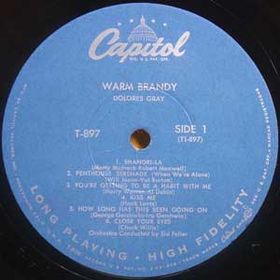 Capitol
WARM BRANDY
DOLORES GRAY
T-897
SIDE 1
(T1-897)
1. SHANGRI-LA
(Matty Malneck-Robert Maxwell)
2. PENTHOUSE SERENADE (When We're Alone)
(Will Jason-Val Burton)
3. YOU'RE GETTING TO BE A HABIT WITH ME
(Harry Warren-Al Dubin)
4. KISS ME
5. HOW LONG HAS THIS BEEN GOING ON
(George Gershwin-Ira Gershwin)
6. CLOSE YOUR EYES
(Chuck Willis)
Orchestra Conducted by Sid Feller
LONG PLAYING • HIGH FIDELITY